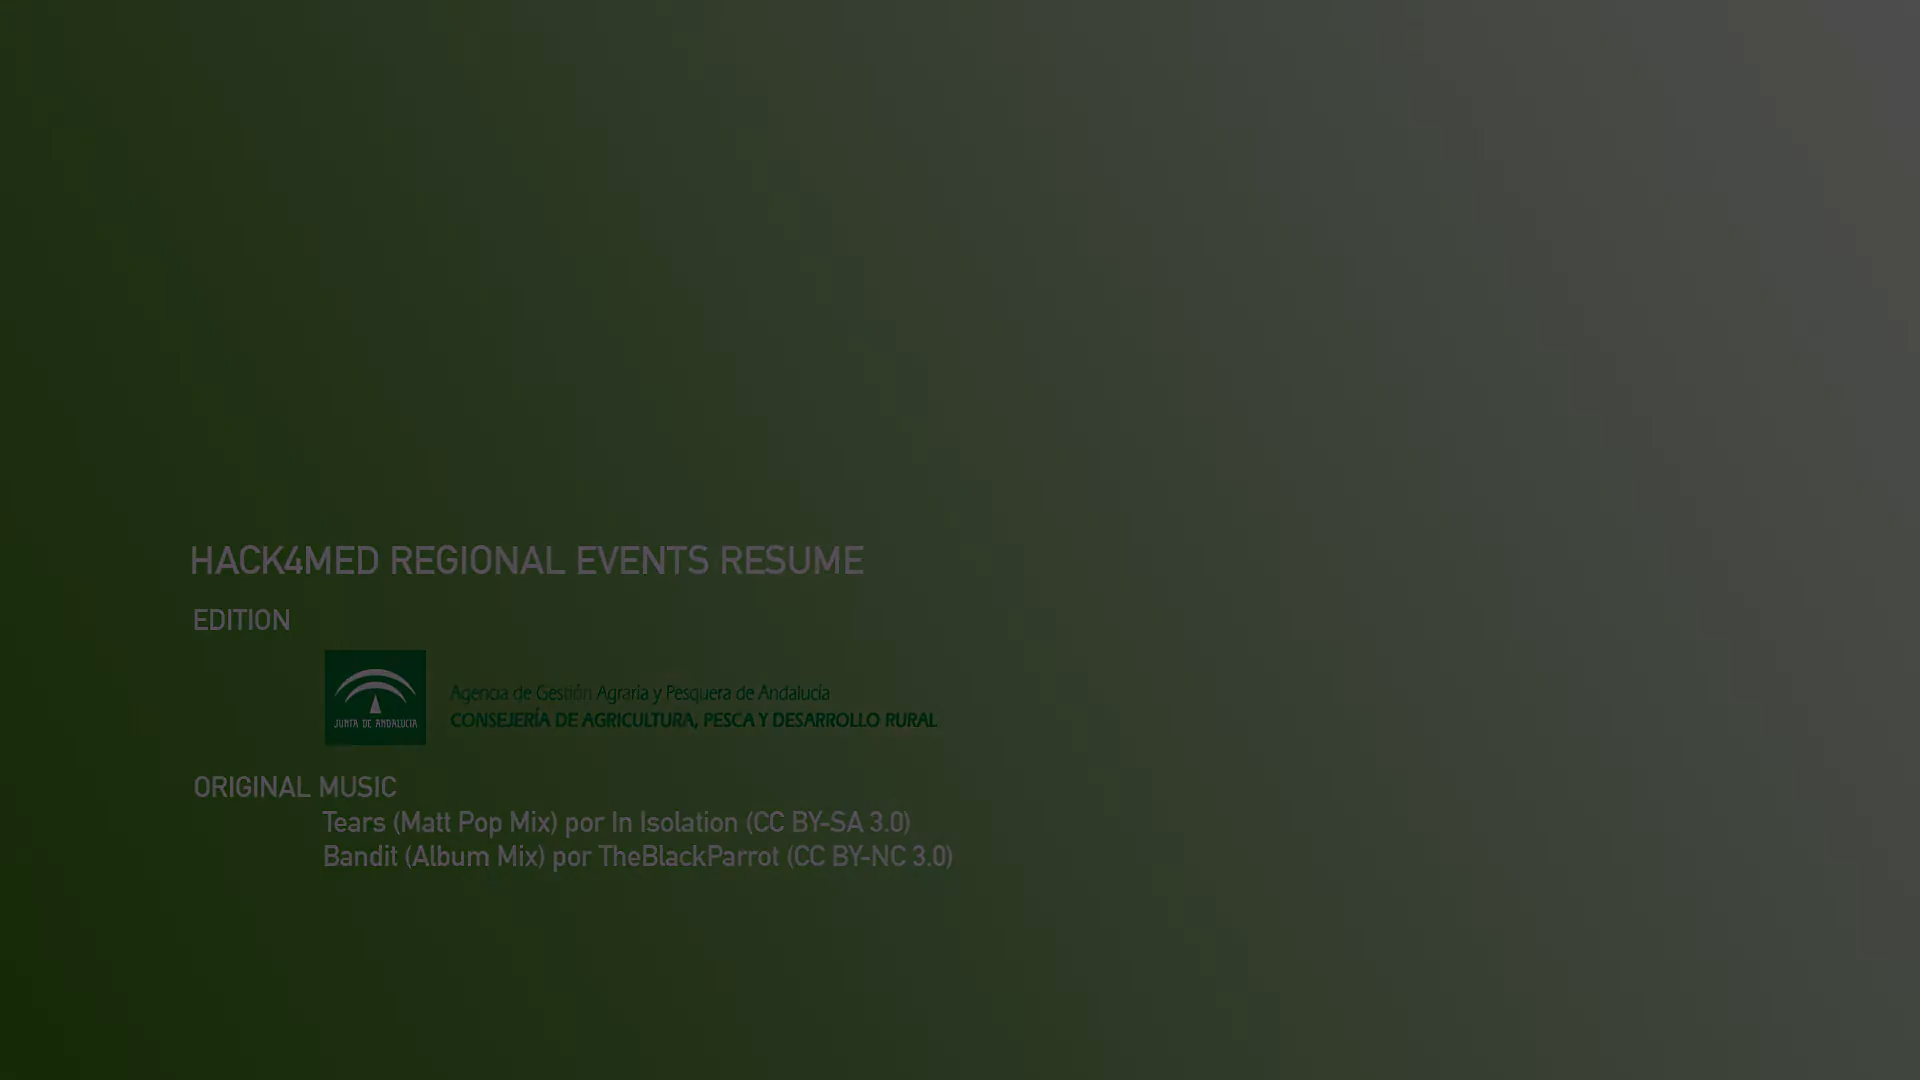 HACK4MED REGIONAL EVENTS RESUME
EDITION
JUNTA DE ANDALUCIA
Agencia de Gestión Agraria y Pesquera de Andalucía
CONSEJERÍA DE AGRICULTURA, PESCA Y DESARROLLO RURAL
ORIGINAL MUSIC
Tears (Matt Pop Mix) por In Isolation (CC BY-SA 3.0)
Bandit (Album Mix) por TheBlackParrot (CC BY-NC 3.0)